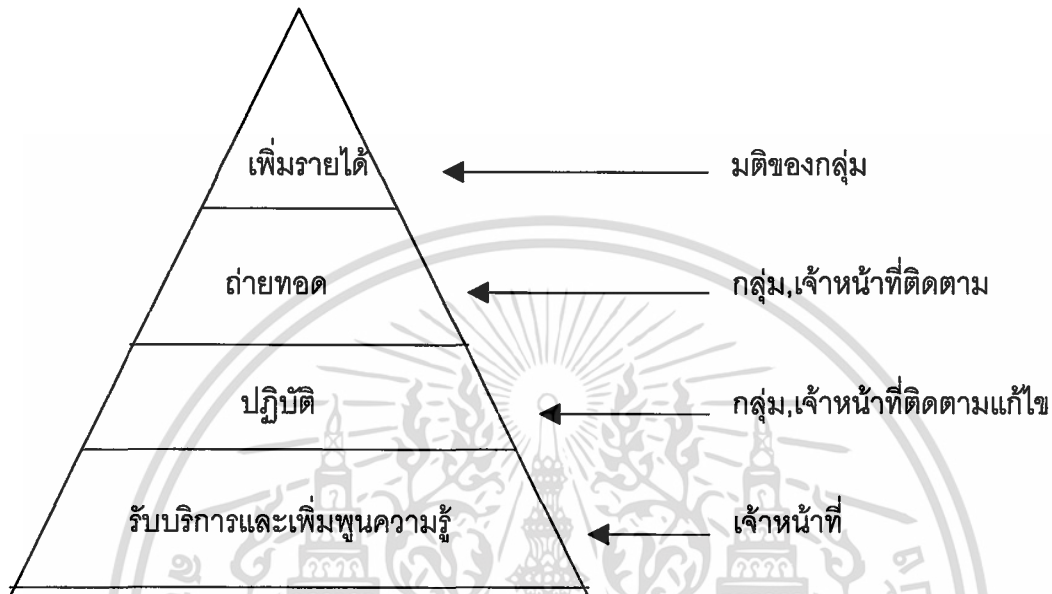 เพิ่มรายได้ มติของกลุ่ม
ถ่ายทอด กลุ่ม,เจ้าหน้าที่ติดตาม
ปฏิบัติ กลุ่ม,เจ้าหน้าที่ติดตามแก้ไข
รับบริการและเพิ่มพูนความรู้ เจ้าหน้าที่